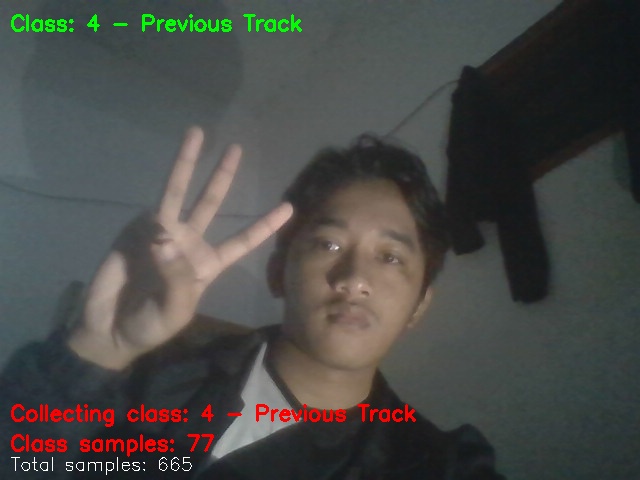 Class: 4 - Previous Track
Collecting class: 4 - Previous Track
Class samples: 77
Total samples: 665